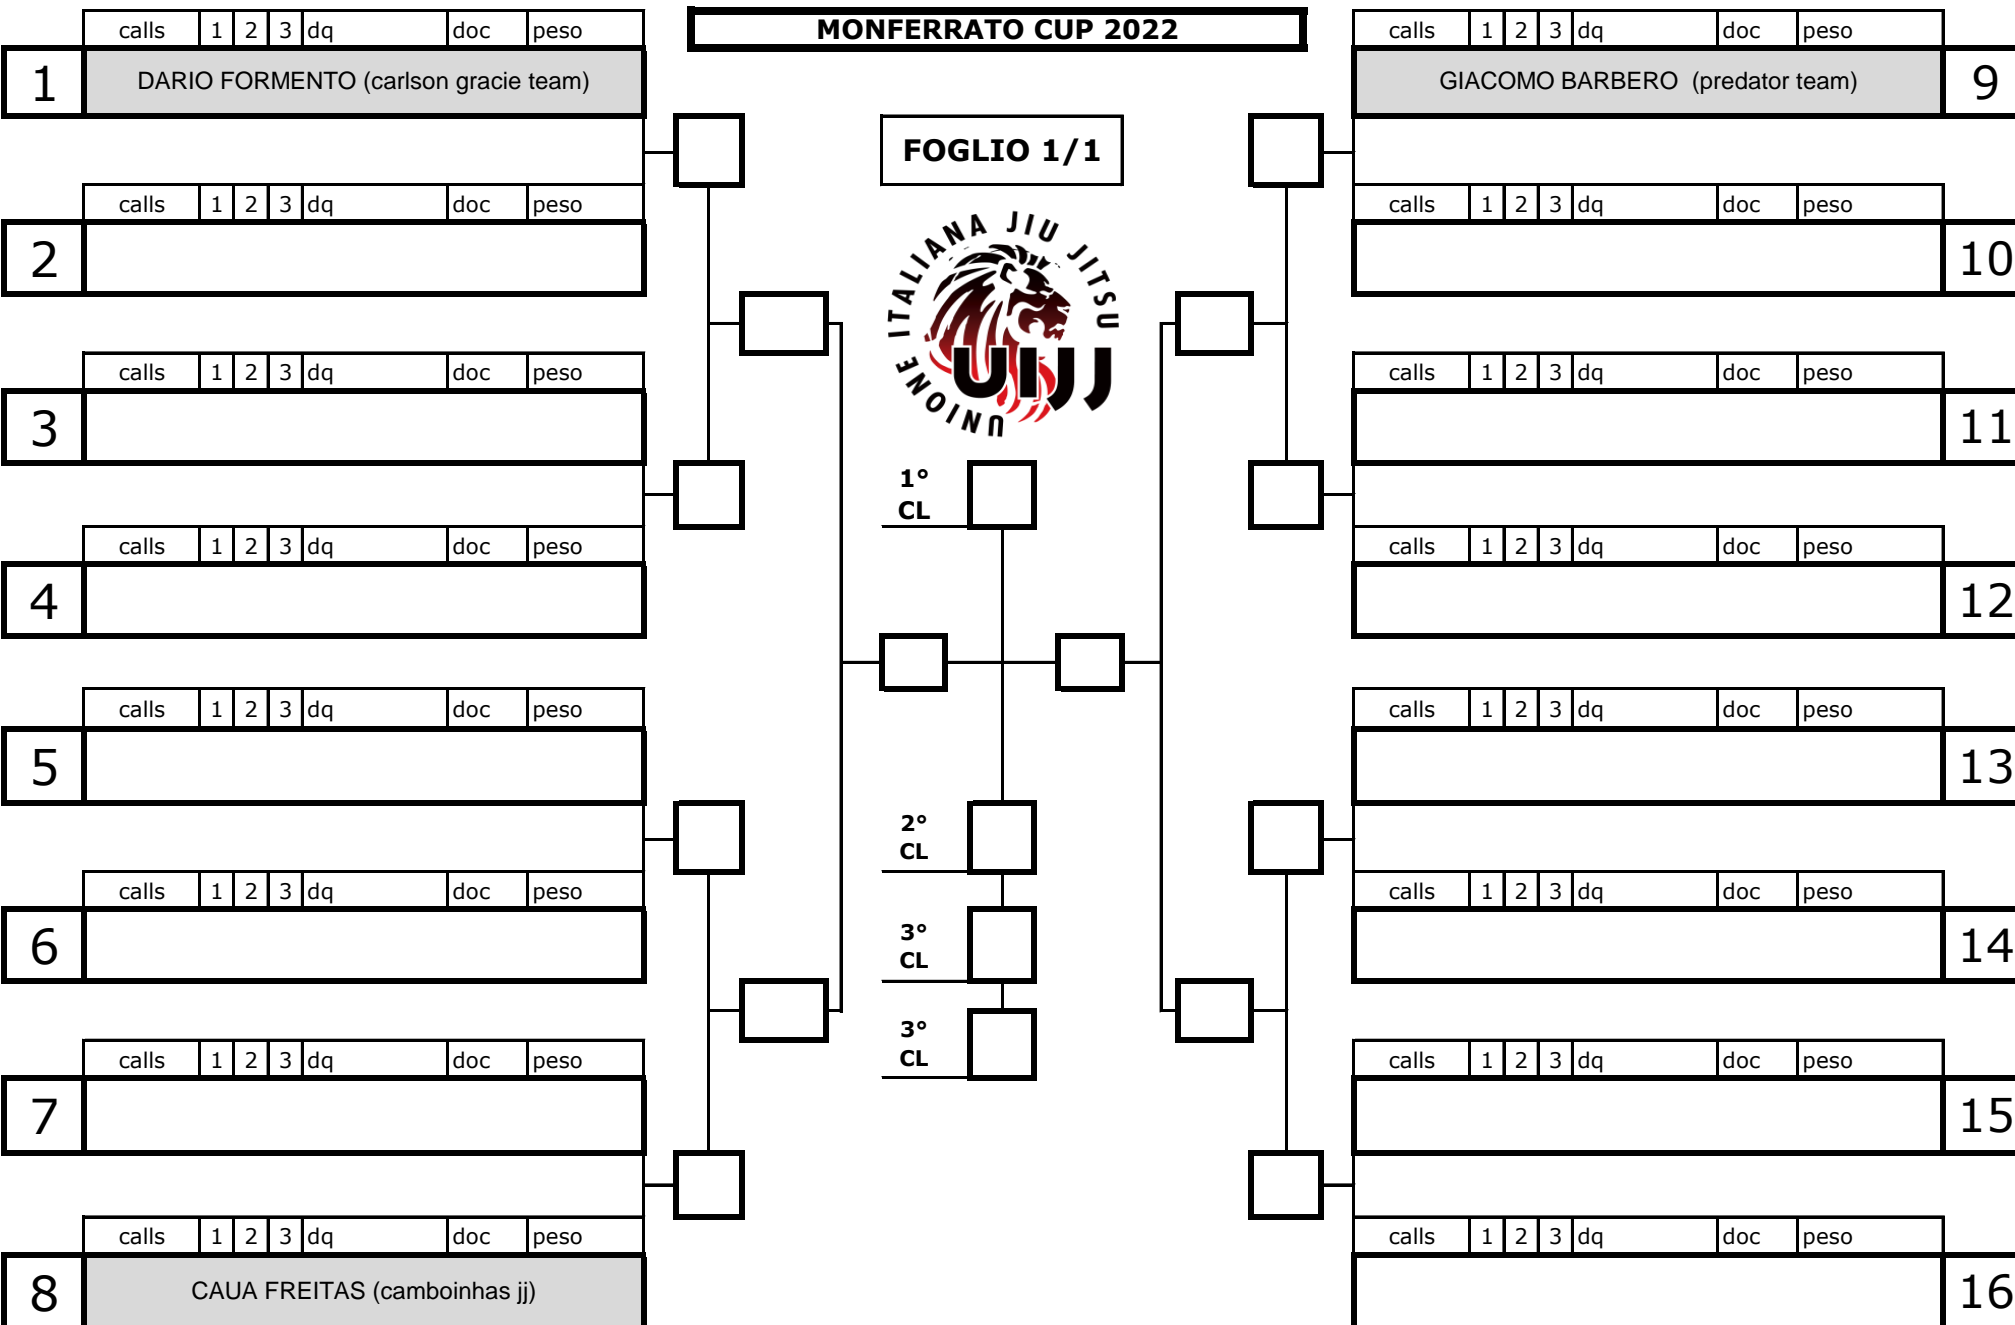 MONFERRATO CUP 2022
FOGLIO 1/1
UNIONE ITALIANA JIU JITSU
UIJJ
calls 1 2 3 dq doc peso
1 DARIO FORMENTO (carlson gracie team)
calls 1 2 3 dq doc peso
2
calls 1 2 3 dq doc peso
3
calls 1 2 3 dq doc peso
4
calls 1 2 3 dq doc peso
5
calls 1 2 3 dq doc peso
6
calls 1 2 3 dq doc peso
7
calls 1 2 3 dq doc peso
8 CAUA FREITAS (camboinhas jj)
1°
CL
2°
CL
3°
CL
3°
CL
calls 1 2 3 dq doc peso
GIACOMO BARBERO (predator team) 9
calls 1 2 3 dq doc peso
10
calls 1 2 3 dq doc peso
11
calls 1 2 3 dq doc peso
12
calls 1 2 3 dq doc peso
13
calls 1 2 3 dq doc peso
14
calls 1 2 3 dq doc peso
15
calls 1 2 3 dq doc peso
16